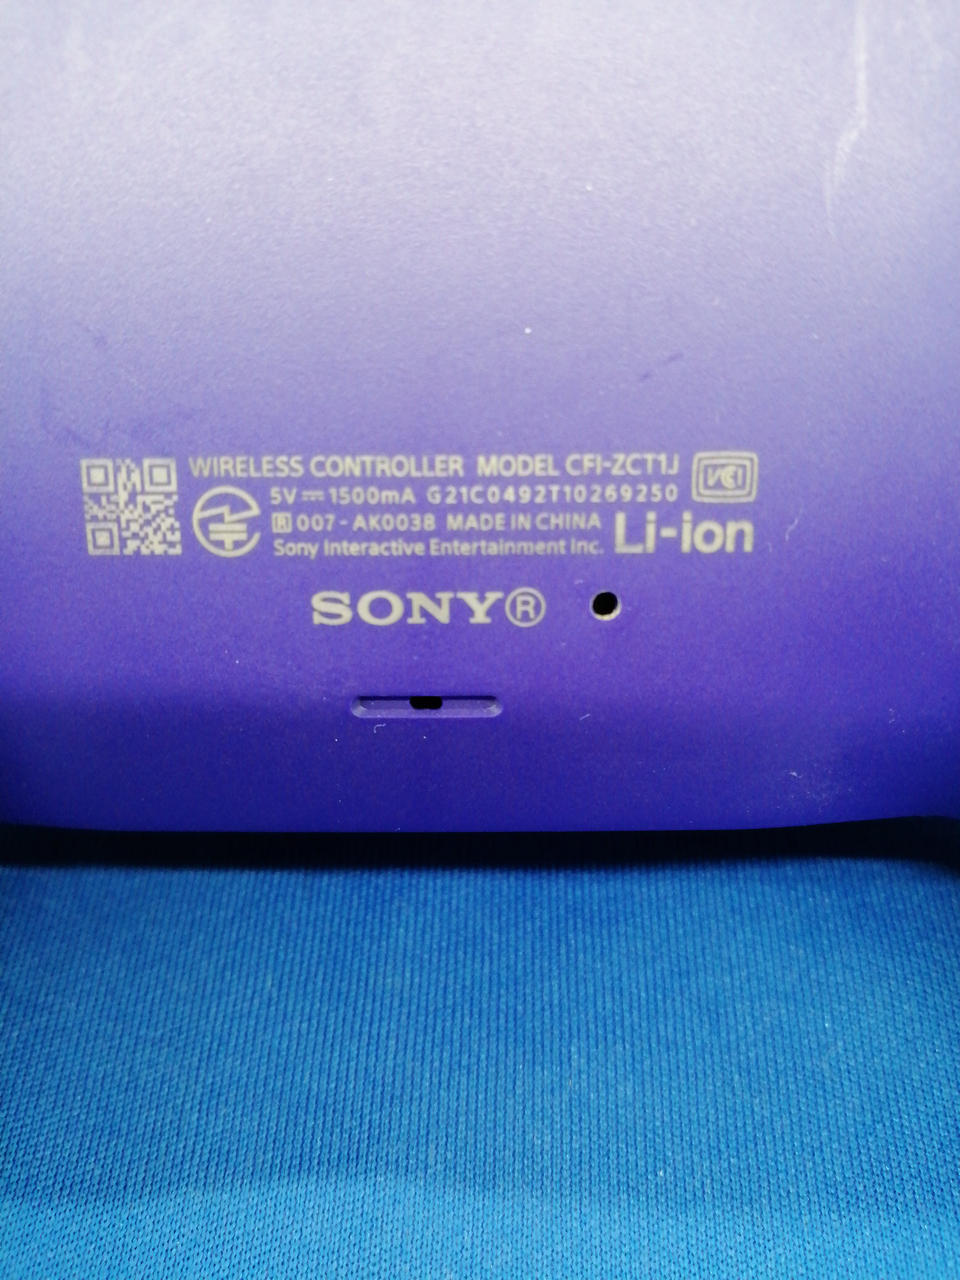 WIRELESS CONTROLLER MODEL CFI-ZCT1J
5V⎓1500mA G21C0492T10269250
R 007-AK0038 MADE IN CHINA
Sony Interactive Entertainment Inc.
VCI
Li-ion
SONY®